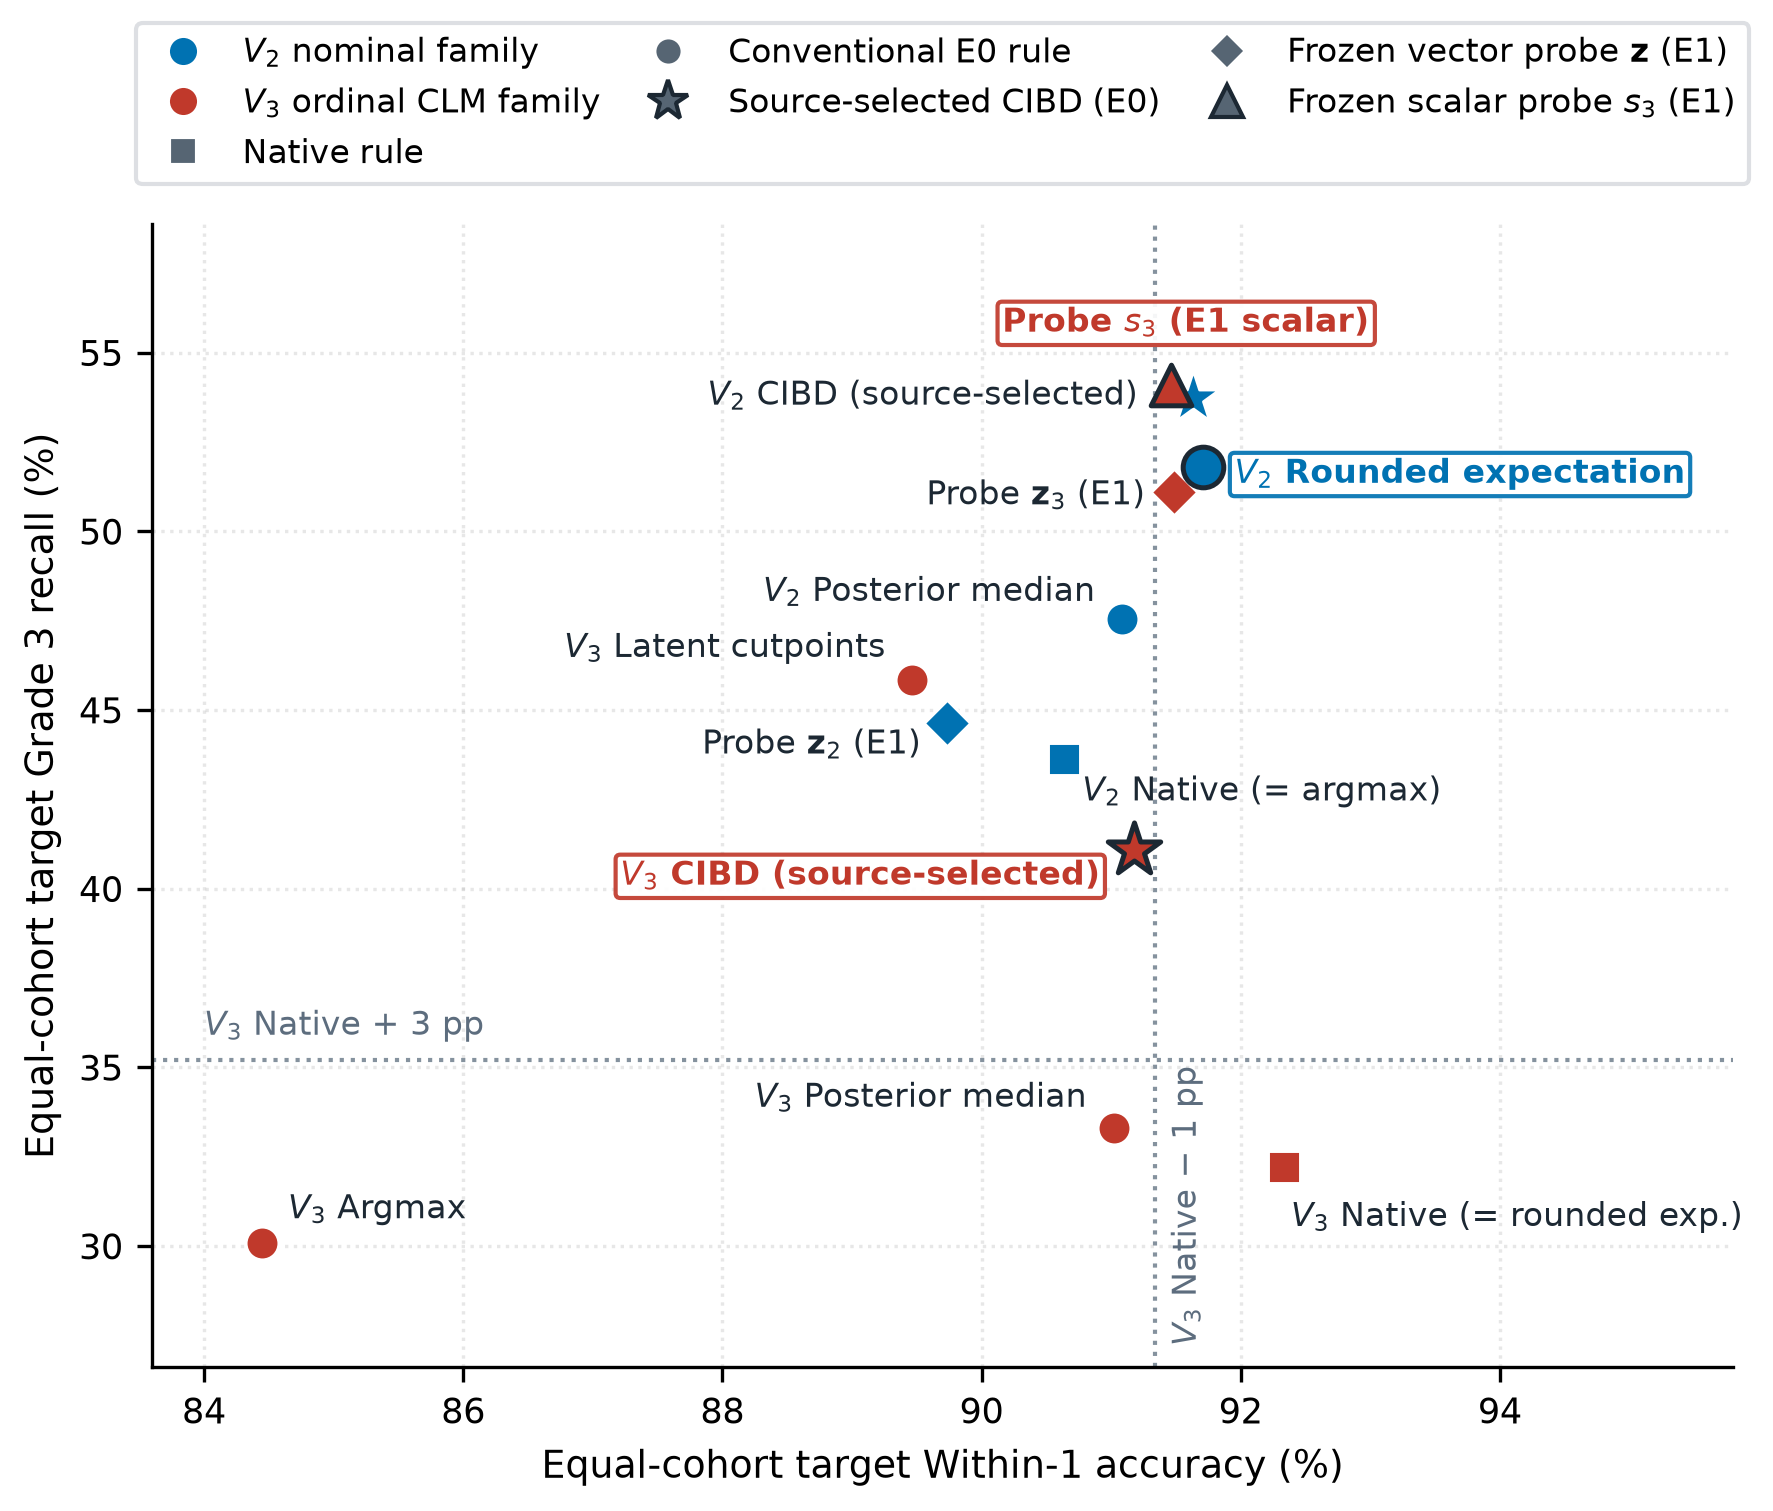 V₂ nominal family
V₃ ordinal CLM family
Native rule
Conventional E0 rule
Source-selected CIBD (E0)
Frozen vector probe z (E1)
Frozen scalar probe s₃ (E1)
Equal-cohort target Grade 3 recall (%)
55
50
45
40
35
30
Probe s₃ (E1 scalar)
V₂ CIBD (source-selected)
V₂ Rounded expectation
Probe z₃ (E1)
V₂ Posterior median
V₃ Latent cutpoints
Probe z₂ (E1)
V₂ Native (= argmax)
V₃ CIBD (source-selected)
V₃ Native + 3 pp
V₃ Posterior median
V₃ Native − 1 pp
V₃ Argmax
V₃ Native (= rounded exp.)
84
86
88
90
92
94
Equal-cohort target Within-1 accuracy (%)